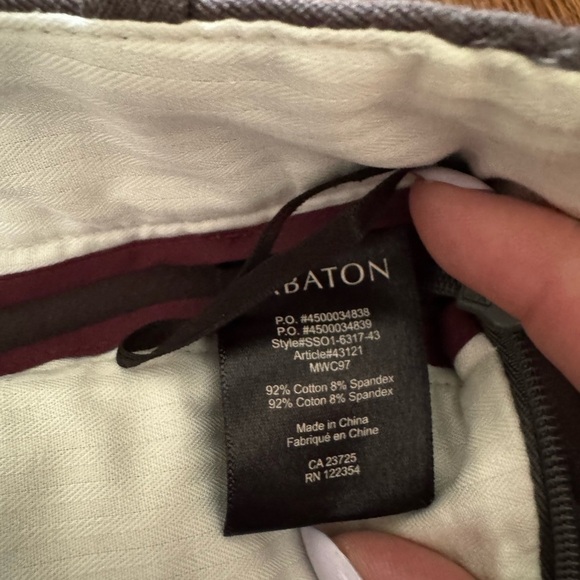 BATON
P.O. #4500034838
P.O. #4500034839
Style#SSO1-6317-43
Article#43121
MWC97
92% Cotton 8% Spandex
92% Coton 8% Spandex
Made in China
Fabriqué en Chine
CA 23725
RN 122354